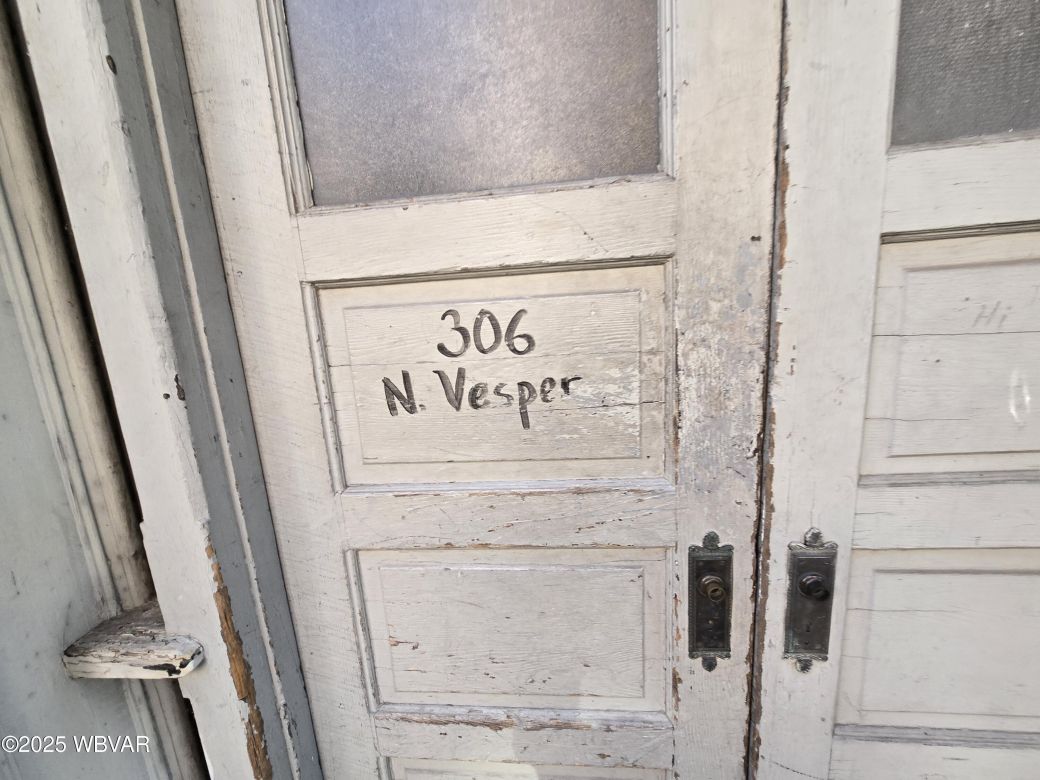 306
N. Vesper
Hi
©2025 WBVAR